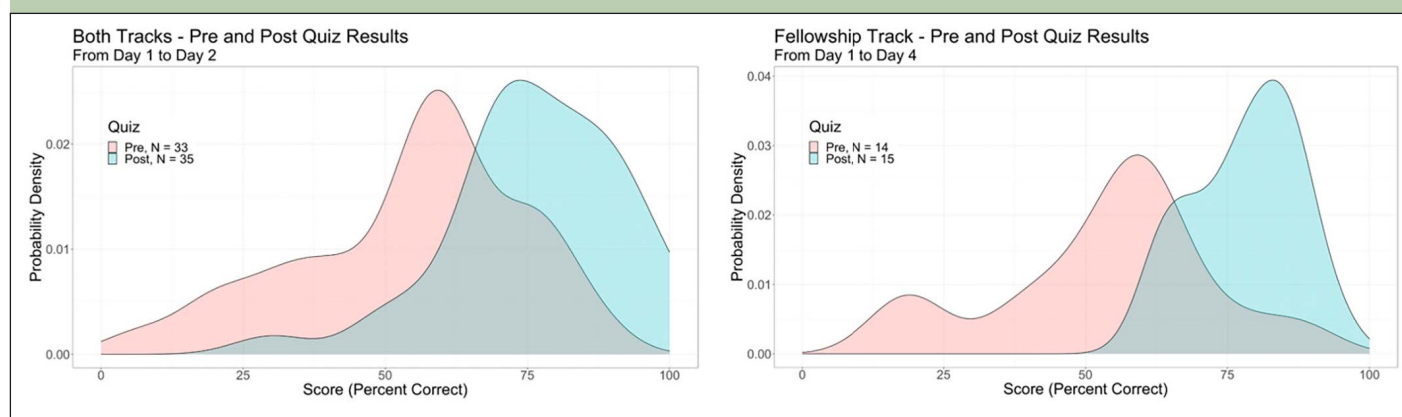 Both Tracks - Pre and Post Quiz Results
From Day 1 to Day 2
Quiz
Pre, N = 33
Post, N = 35
Probability Density
0.02
0.01
0.00
0 25 50 75 100
Score (Percent Correct)
Fellowship Track - Pre and Post Quiz Results
From Day 1 to Day 4
Quiz
Pre, N = 14
Post, N = 15
Probability Density
0.04
0.03
0.02
0.01
0.00
0 25 50 75 100
Score (Percent Correct)